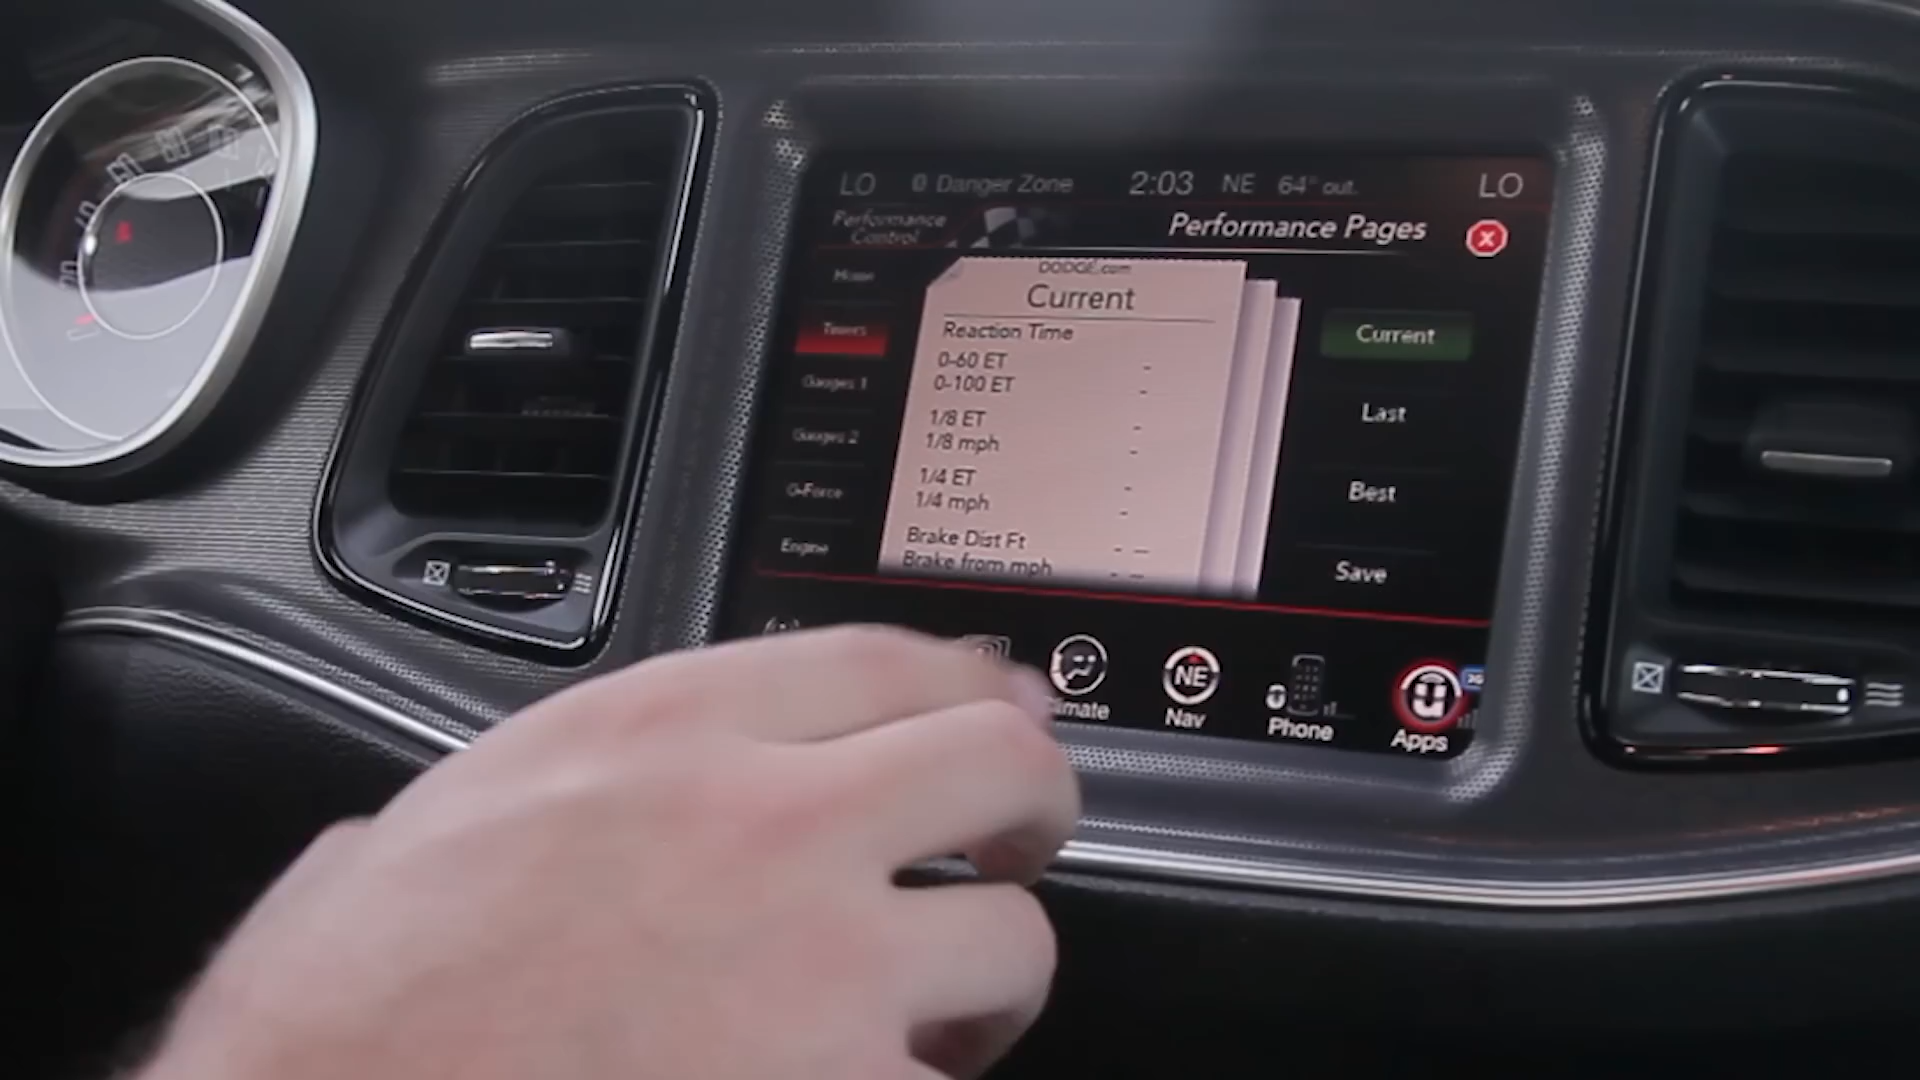 LO Danger Zone 2:03 NE 64° out. LO
Performance Control
Performance Pages
X
Home
Timers
Gauges 1
Gauges 2
G-Force
Engine
DODGE.com
Current
Reaction Time
0-60 ET -
0-100 ET -
1/8 ET -
1/8 mph -
1/4 ET -
1/4 mph -
Brake Dist Ft - --
Brake from mph - --
Current
Last
Best
Save
NE
Nav
Phone
Apps